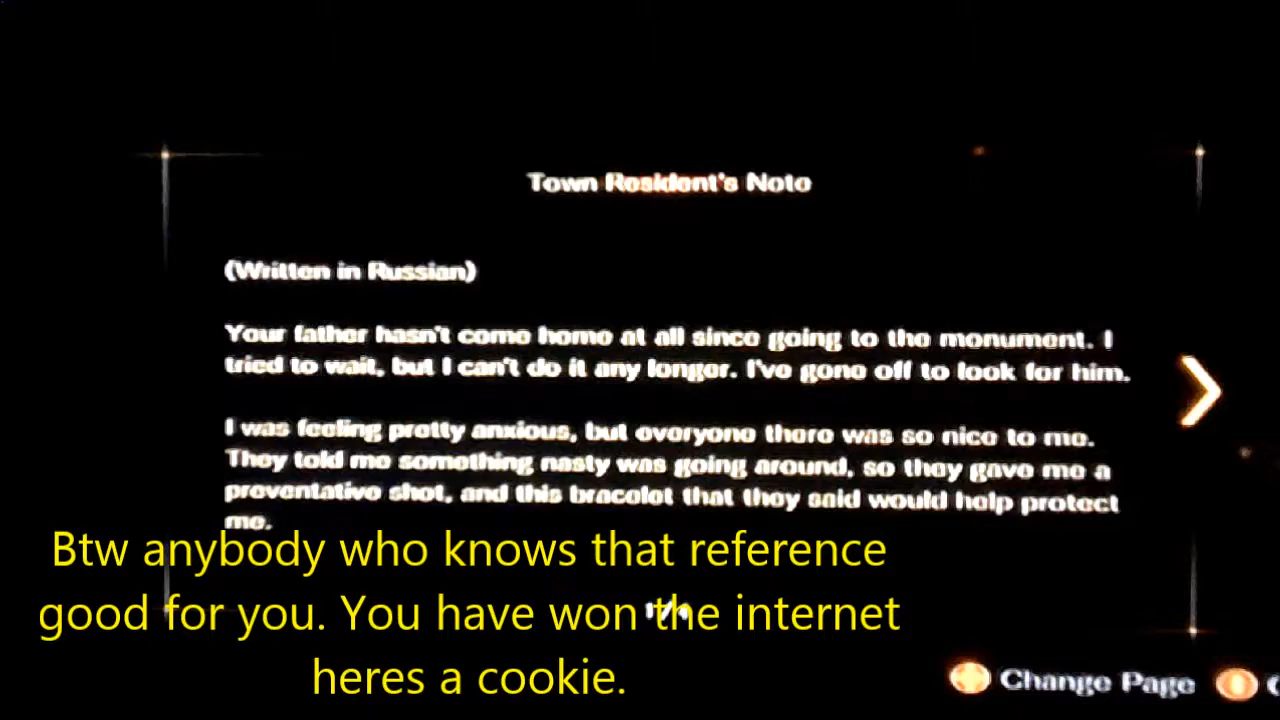 Town Resident's Note
(Written in Russian)
Your father hasn't come home at all since going to the monument. I
tried to wait, but I can't do it any longer. I've gone off to look for him.
I was feeling pretty anxious, but everyone there was so nice to me.
They told me something nasty was going around, so they gave me a
preventative shot, and this bracelet that they said would help protect
me.
Btw anybody who knows that reference
good for you. You have won the internet
heres a cookie.
Change Page